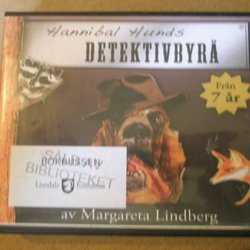 Hannibal Hunds
DETEKTIVBYRÅ
Från
7 år
BOKBUSSEN
BIBLIOTEKET
av Margareta Lindberg